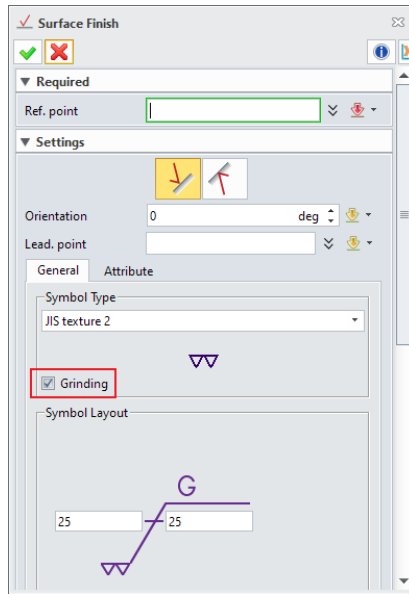 Surface Finish
Required
Ref. point
Settings
Orientation 0 deg
Lead. point
General Attribute
Symbol Type
JIS texture 2
Grinding
Symbol Layout
G
25 25